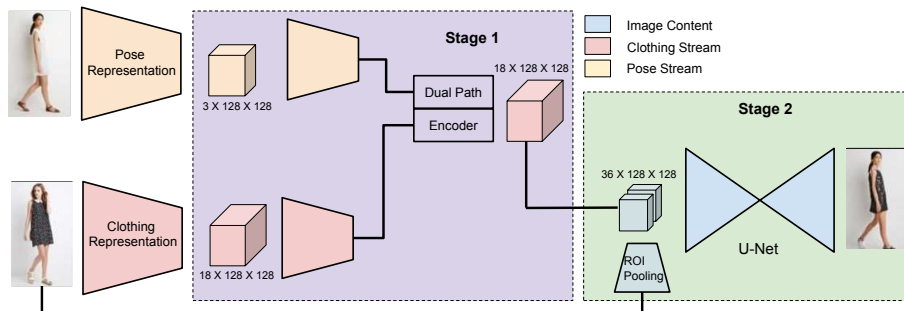 Stage 1
Image Content
Clothing Stream
Pose Stream
Pose
Representation
3 X 128 X 128
18 X 128 X 128
Dual Path
Encoder
Stage 2
36 X 128 X 128
Clothing
Representation
18 X 128 X 128
U-Net
ROI
Pooling